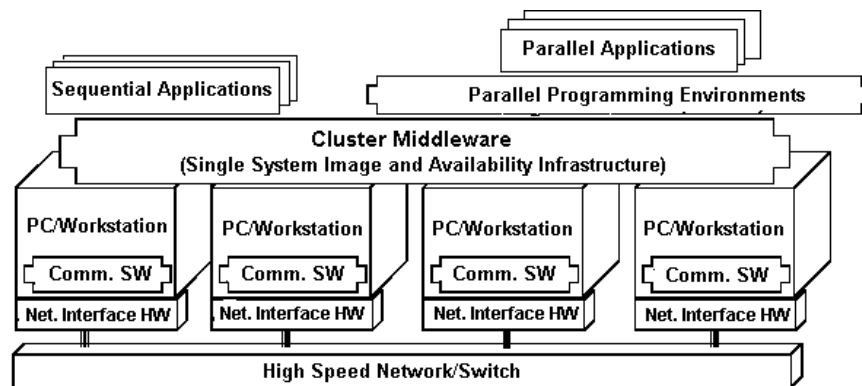 Parallel Applications
Sequential Applications
Parallel Programming Environments
Cluster Middleware
(Single System Image and Availability Infrastructure)
PC/Workstation
PC/Workstation
PC/Workstation
PC/Workstation
Comm. SW
Comm. SW
Comm. SW
Comm. SW
Net. Interface HW
Net. Interface HW
Net. Interface HW
Net. Interface HW
High Speed Network/Switch